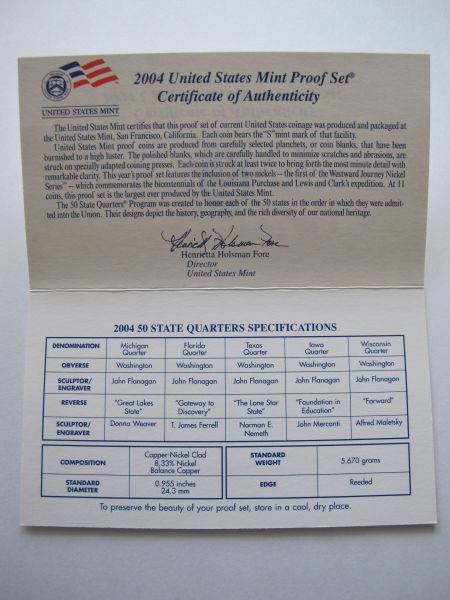 2004 United States Mint Proof Set®
Certificate of Authenticity
UNITED STATES MINT
The United States Mint certifies that this proof set of current United States coinage was produced and packaged at
the United States Mint, San Francisco, California. Each coin bears the "S" mint mark of that facility.
United States Mint proof coins are produced from carefully selected planchets, or coin blanks, that have been
burnished to a high luster. The polished blanks, which are carefully handled to minimize scratches and abrasions, are
struck on specially adapted coining presses. Each coin is struck at least twice to bring forth the most minute detail with
remarkable clarity. This year's proof set features the inclusion of two nickels -- the first of the Westward Journey Nickel
Series™ -- which commemorates the bicentennials of the Louisiana Purchase and Lewis and Clark's expedition. At 11
coins, this proof set is the largest ever produced by the United States Mint.
The 50 State Quarters® Program was created to honor each of the 50 states in the order in which they were admit-
ted into the Union. Their designs depict the history, geography, and the rich diversity of our national heritage.
Henrietta Holsman Fore
Henrietta Holsman Fore
Director
United States Mint
2004 50 STATE QUARTERS SPECIFICATIONS
DENOMINATION Michigan Quarter Florida Quarter Texas Quarter Iowa Quarter Wisconsin Quarter
OBVERSE Washington Washington Washington Washington Washington
SCULPTOR/ENGRAVER John Flanagan John Flanagan John Flanagan John Flanagan John Flanagan
REVERSE "Great Lakes State" "Gateway to Discovery" "The Lone Star State" "Foundation in Education" "Forward"
SCULPTOR/ENGRAVER Donna Weaver T. James Ferrell Norman E. Nemeth John Mercanti Alfred Maletsky
COMPOSITION Copper-Nickel Clad 8,33% Nickel Balance Copper
STANDARD WEIGHT 5.670 grams
STANDARD DIAMETER 0.955 inches 24.3 mm
EDGE Reeded
To preserve the beauty of your proof set, store in a cool, dry place.